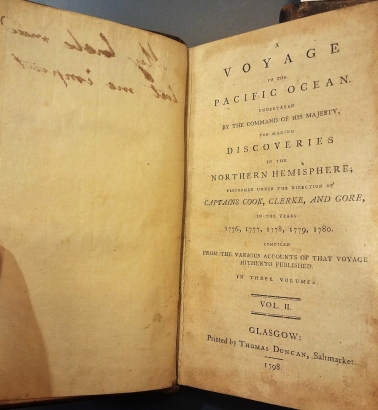 A
VOYAGE
TO THE
PACIFIC OCEAN.
UNDERTAKEN
BY THE COMMAND OF HIS MAJESTY,
FOR MAKING
DISCOVERIES
IN THE
NORTHERN HEMISPHERE;
PERFORMED UNDER THE DIRECTION OF
CAPTAINS COOK, CLERKE, AND GORE,
IN THE YEARS
1776, 1777, 1778, 1779, 1780.
COMPILED
FROM THE VARIOUS ACCOUNTS OF THAT VOYAGE
HITHERTO PUBLISHED.
IN THREE VOLUMES.
VOL. II.
GLASGOW:
Printed by THOMAS DUNCAN, Saltmarket.
1798.